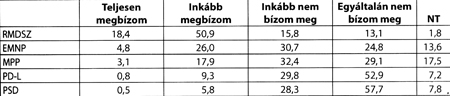 Teljesen megbízom Inkább megbízom Inkább nem bízom meg Egyáltalán nem bízom meg NT
RMDSZ 18,4 50,9 15,8 13,1 1,8
EMNP 4,8 26,0 30,7 24,8 13,6
MPP 3,1 17,9 32,4 29,1 17,5
PD-L 0,8 9,3 29,8 52,9 7,2
PSD 0,5 5,8 28,3 57,7 7,8